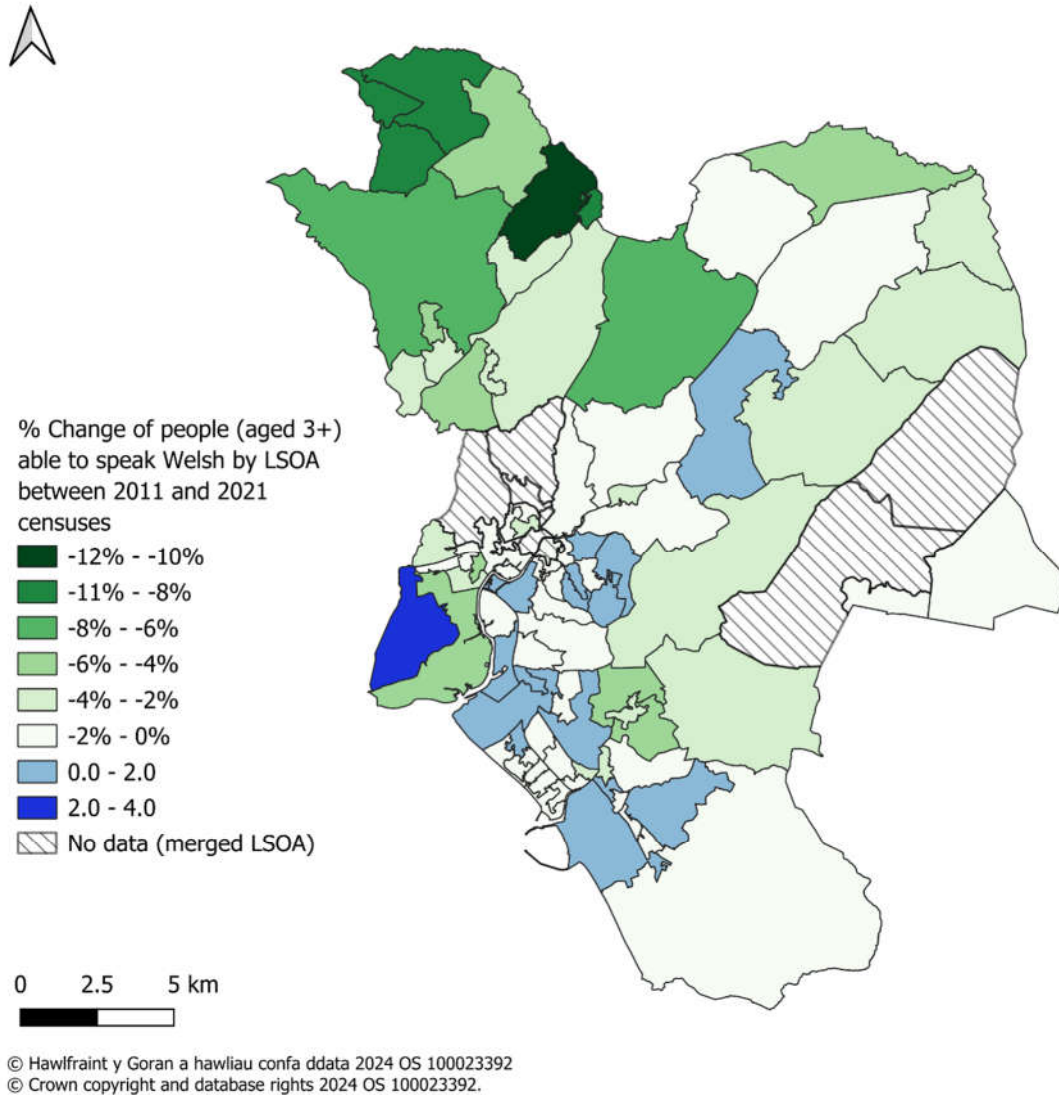 % Change of people (aged 3+)
able to speak Welsh by LSOA
between 2011 and 2021
censuses
-12% - -10%
-11% - -8%
-8% - -6%
-6% - -4%
-4% - -2%
-2% - 0%
0.0 - 2.0
2.0 - 4.0
No data (merged LSOA)
0 2.5 5 km
© Hawlfraint y Goran a hawliau confa ddata 2024 OS 100023392
© Crown copyright and database rights 2024 OS 100023392.